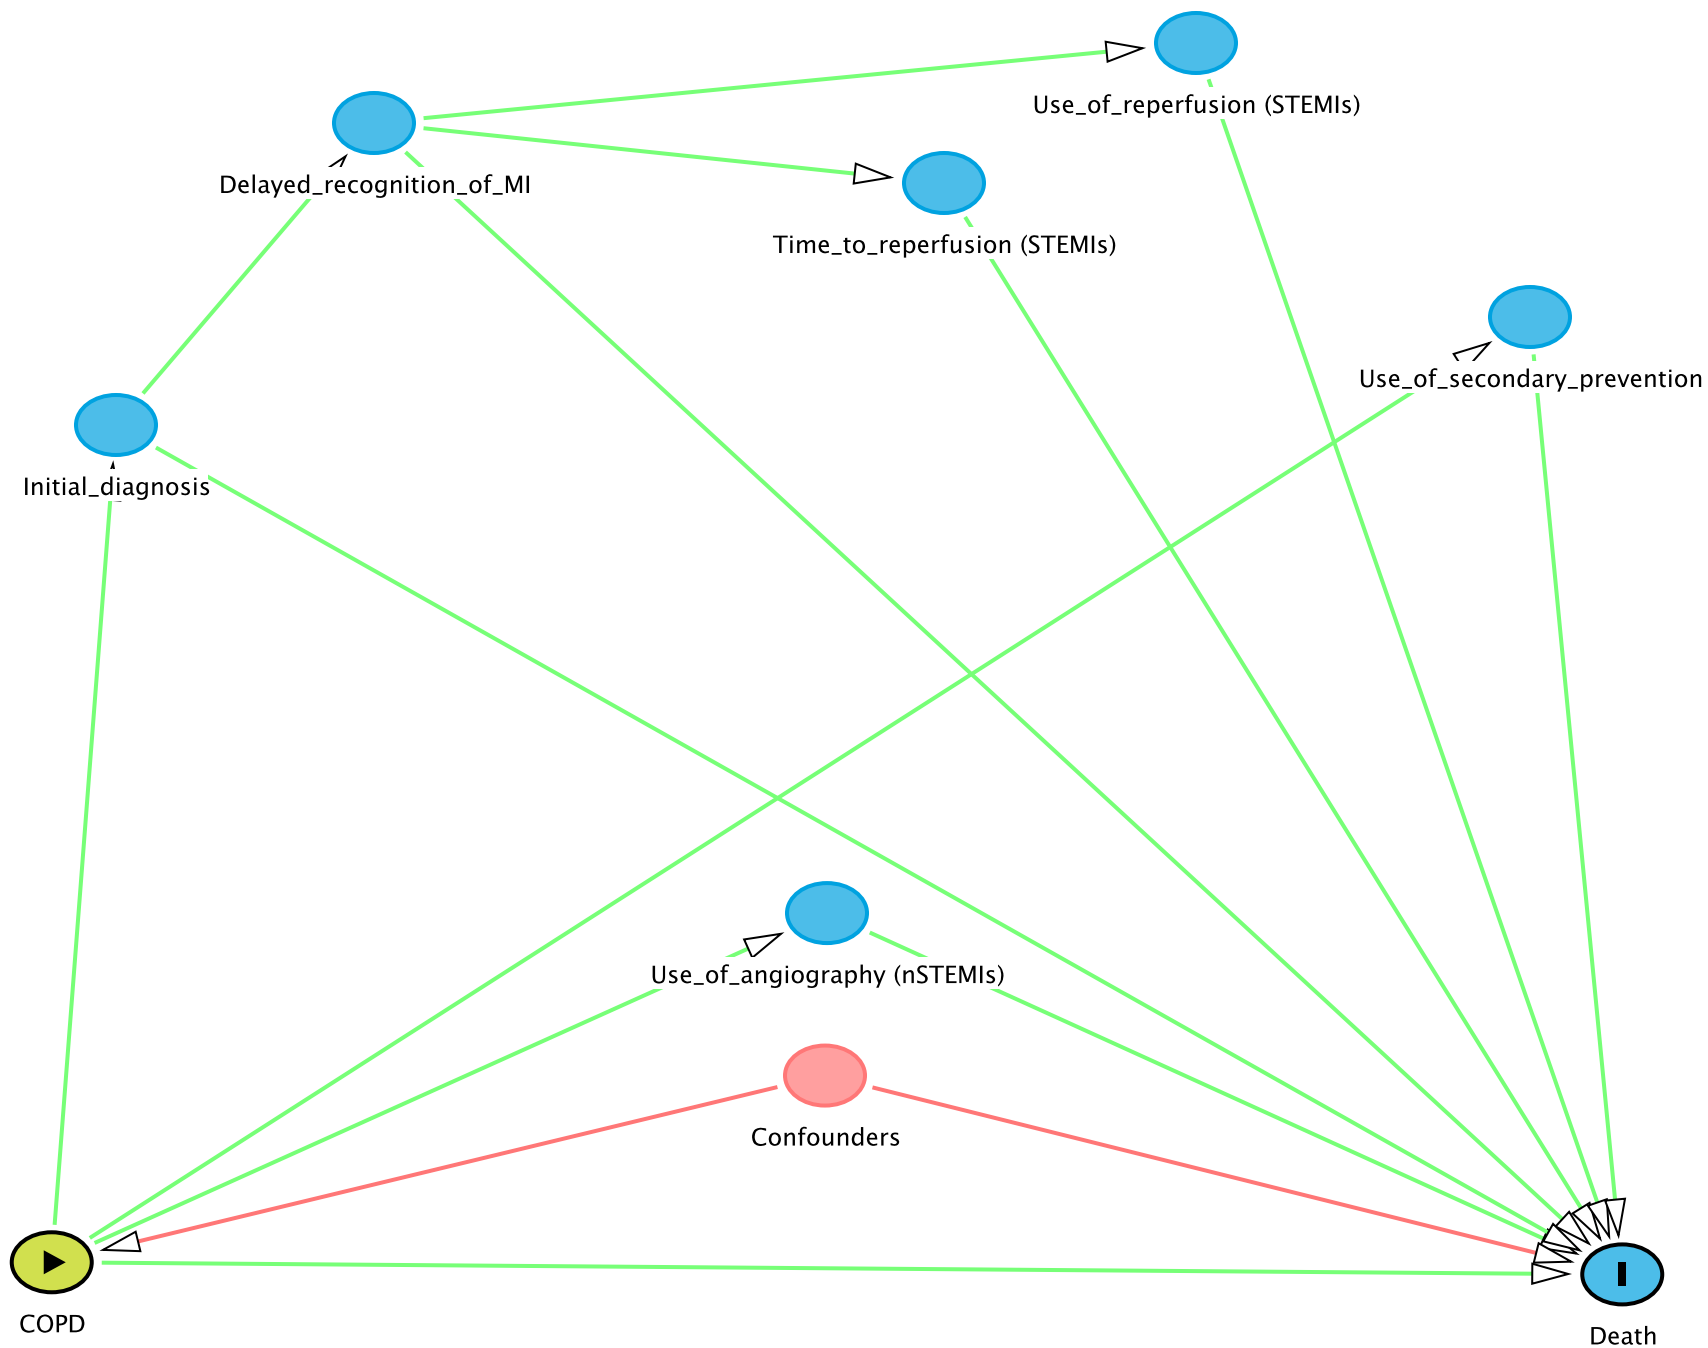 Use_of_reperfusion (STEMIs)
Delayed_recognition_of_MI
Time_to_reperfusion (STEMIs)
Use_of_secondary_prevention
Initial_diagnosis
Use_of_angiography (nSTEMIs)
Confounders
COPD
Death